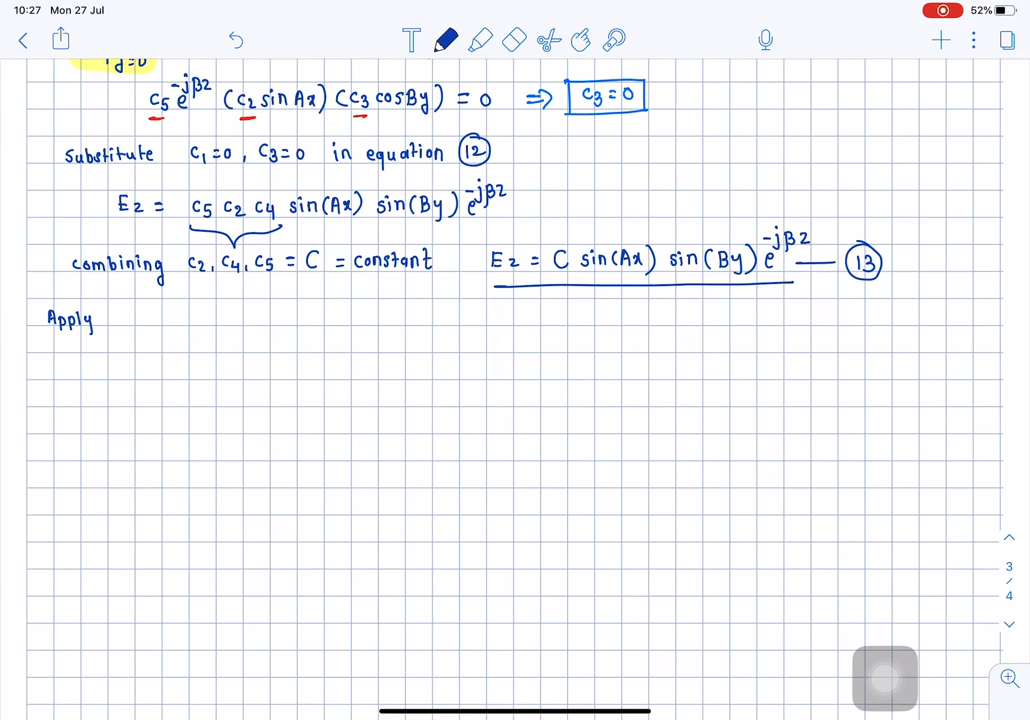 10:27 Mon 27 Jul 52%
y=0
c5 e^-jβz (c2 sin Ax) (c3 cos By) = 0 ⇒ c3 = 0
Substitute c1=0, c3=0 in equation 12
Ez = c5 c2 c4 sin(Ax) sin(By) e^-jβz
combining c2, c4, c5 = C = constant Ez = C sin(Ax) sin(By) e^-jβz — 13
Apply
3
/
4